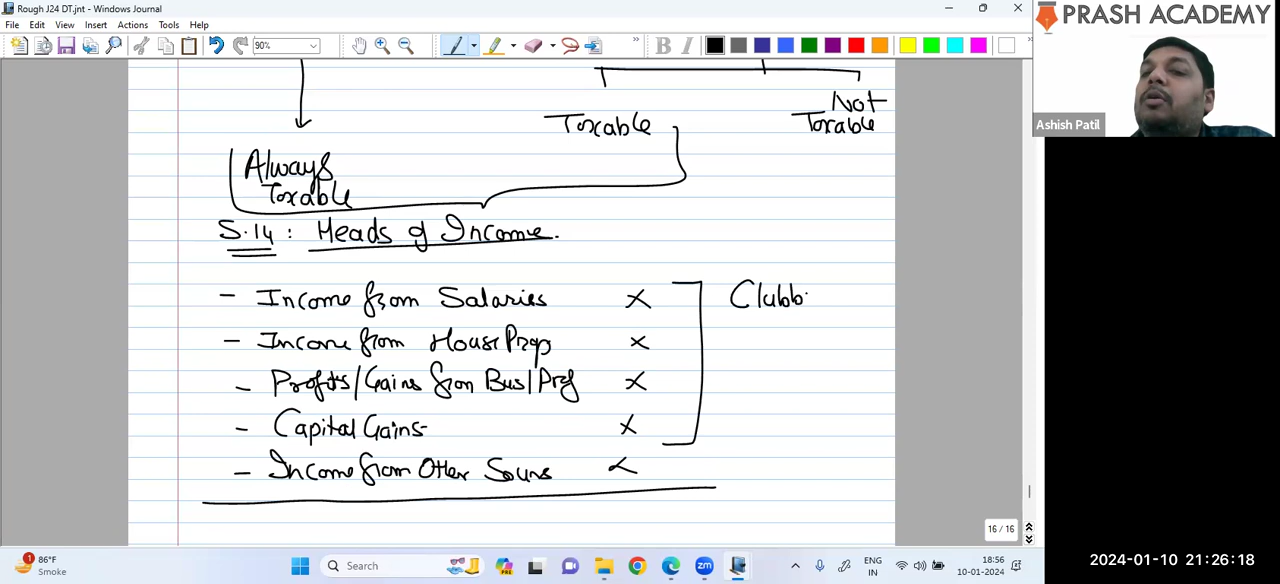 Rough J24 DT.jnt - Windows Journal
File Edit View Insert Actions Tools Help
90%
PRASH ACADEMY
Ashish Patil
Taxable
Not
Taxable
Always
Taxable
S.14 : Heads of Income.
- Income from Salaries X
Clubb
- Income from House Prop X
- Profits/Gains from Bus/Prof X
- Capital Gains X
- Income from Other
16 / 16
86°F
Smoke
1
Search
zm
ENG
IN
18:56
10-01-2024
2024-01-10 21:26:18